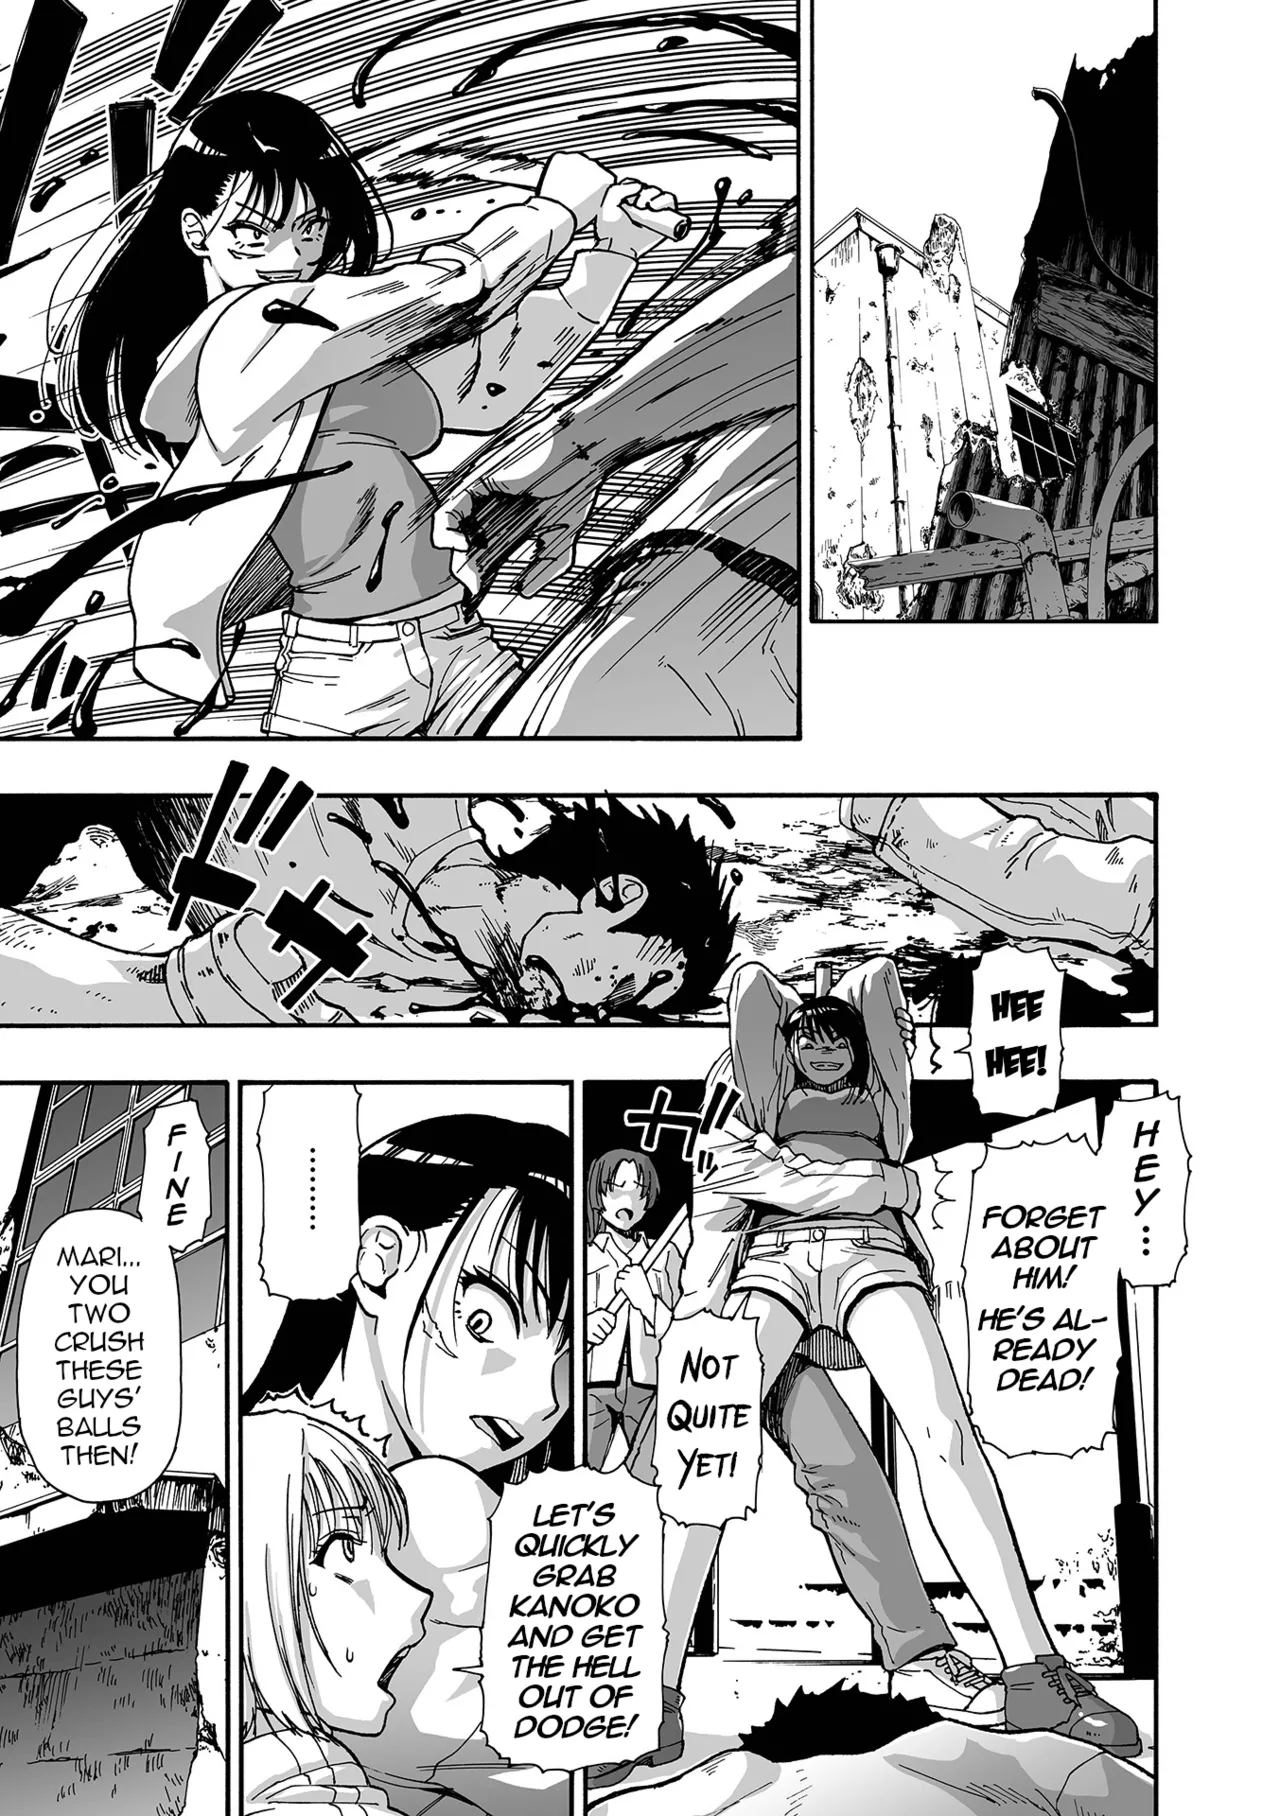 HEE
HEE!
HEY...
FORGET
ABOUT
HIM!
HE'S AL-
READY
DEAD!
NOT
QUITE
YET!
LET'S
QUICKLY
GRAB
KANOKO
AND GET
THE HELL
OUT OF
DODGE!
.........
FINE
MARI...
YOU
TWO
CRUSH
THESE
GUYS'
BALLS
THEN!